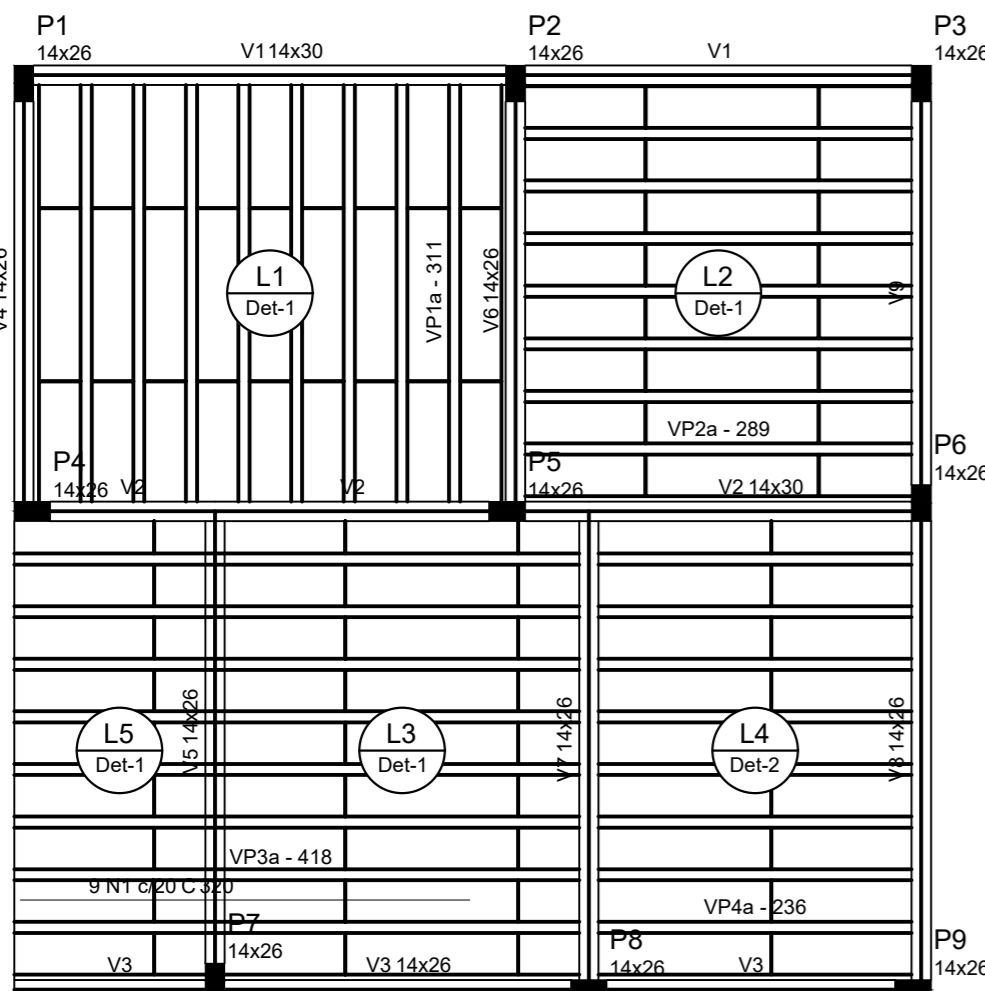 P1
14x26
V1 14x30
P2
14x26
V1
P3
14x26
V4 14x26
L1
Det-1
VP1a - 311
V6 14x26
L2
Det-1
V9
VP2a - 289
P4
14x26
V2
V2
P5
14x26
V2 14x30
P6
14x26
L5
Det-1
V5 14x26
L3
Det-1
V7 14x26
L4
Det-2
V8 14x26
VP3a - 418
9 N1 c/20 C 320
VP4a - 236
P7
14x26
V3
V3 14x26
P8
14x26
V3
P9
14x26